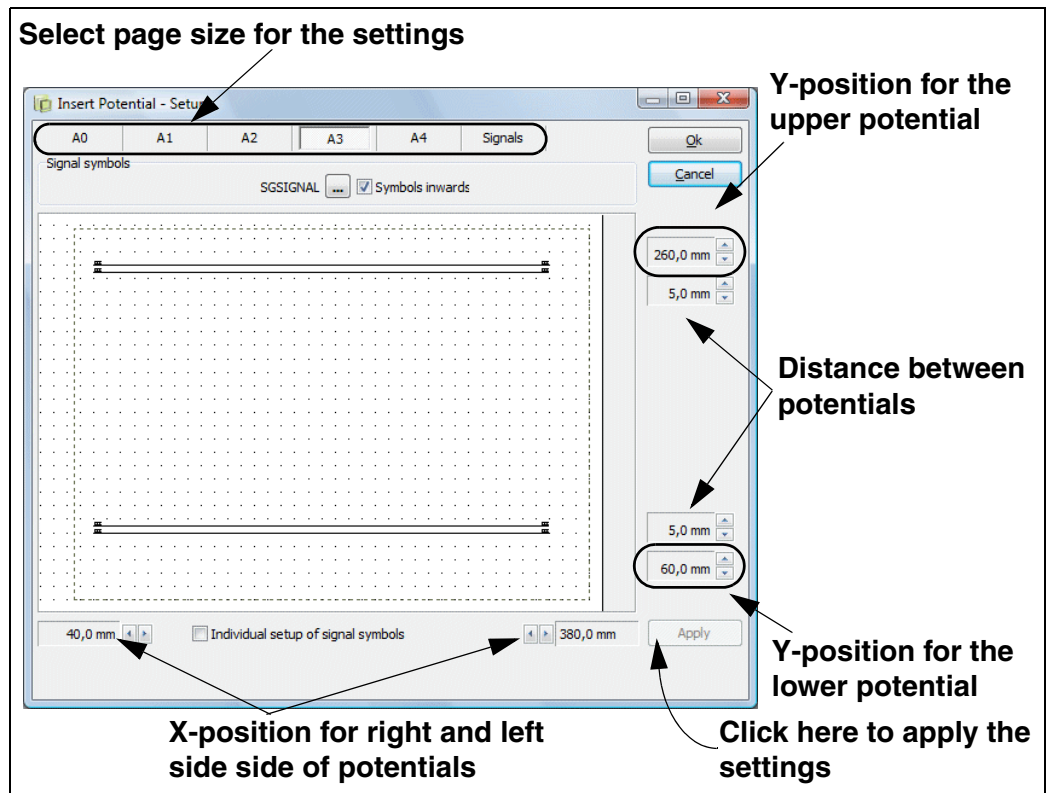 Select page size for the settings
Insert Potential - Setup
Y-position for the
upper potential
A0 A1 A2 A3 A4 Signals
Ok
Signal symbols
Cancel
SGSIGNAL ... Symbols inwards
260,0 mm
5,0 mm
Distance between
potentials
5,0 mm
60,0 mm
40,0 mm Individual setup of signal symbols 380,0 mm Apply
Y-position for the
lower potential
X-position for right and left
side side of potentials
Click here to apply the
settings